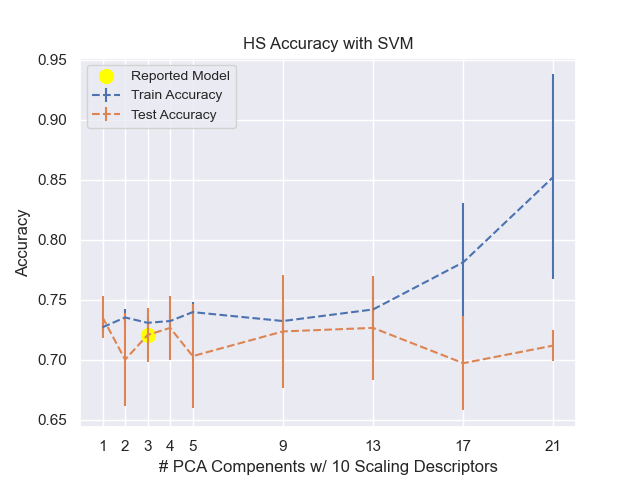 HS Accuracy with SVM
Reported Model
Train Accuracy
Test Accuracy
0.95
0.90
0.85
0.80
0.75
0.70
0.65
Accuracy
1 2 3 4 5 9 13 17 21
# PCA Compenents w/ 10 Scaling Descriptors